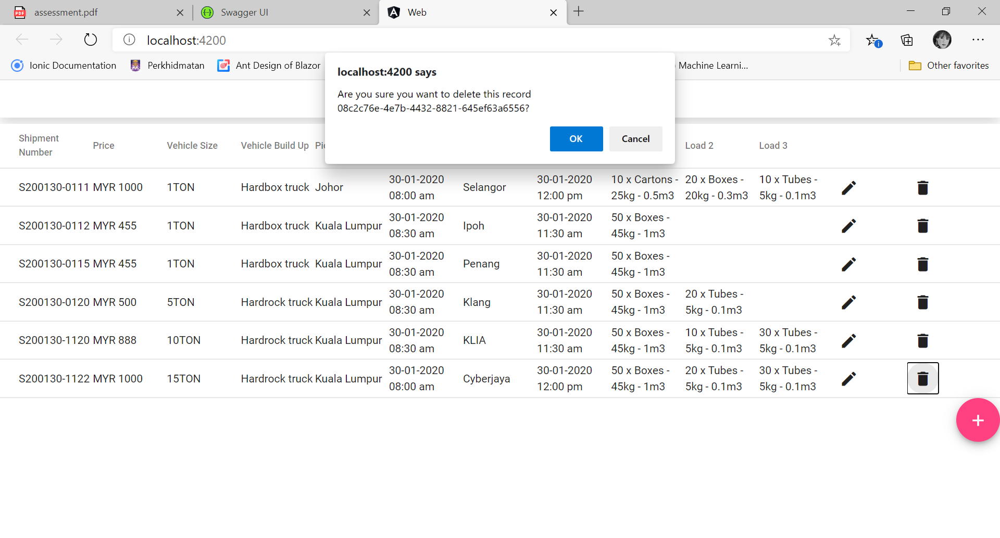 assessment.pdf
Swagger UI
Web
localhost:4200
Ionic Documentation
Perkhidmatan
Ant Design of Blazor
Machine Learni...
Other favorites
localhost:4200 says
Are you sure you want to delete this record
08c2c76e-4e7b-4432-8821-645ef63a6556?
OK
Cancel
Shipment
Number
Price
Vehicle Size
Vehicle Build Up
Load 2
Load 3
S200130-0111 MYR 1000 1TON Hardbox truck Johor
30-01-2020
08:00 am
Selangor
30-01-2020
12:00 pm
10 x Cartons -
25kg - 0.5m3
20 x Boxes -
20kg - 0.3m3
10 x Tubes -
5kg - 0.1m3
S200130-0112 MYR 455 1TON Hardbox truck Kuala Lumpur
30-01-2020
08:30 am
Ipoh
30-01-2020
11:30 am
50 x Boxes -
45kg - 1m3
S200130-0115 MYR 455 1TON Hardbox truck Kuala Lumpur
30-01-2020
08:30 am
Penang
30-01-2020
11:30 am
50 x Boxes -
45kg - 1m3
S200130-0120 MYR 500 5TON Hardrock truck Kuala Lumpur
30-01-2020
08:30 am
Klang
30-01-2020
11:30 am
50 x Boxes -
45kg - 1m3
20 x Tubes -
5kg - 0.1m3
S200130-1120 MYR 888 10TON Hardrock truck Kuala Lumpur
30-01-2020
08:30 am
KLIA
30-01-2020
11:30 am
50 x Boxes -
45kg - 1m3
10 x Tubes -
5kg - 0.1m3
30 x Tubes -
5kg - 0.1m3
S200130-1122 MYR 1000 15TON Hardrock truck Kuala Lumpur
30-01-2020
08:00 am
Cyberjaya
30-01-2020
12:00 pm
50 x Boxes -
45kg - 1m3
20 x Tubes -
5kg - 0.1m3
30 x Tubes -
5kg - 0.1m3